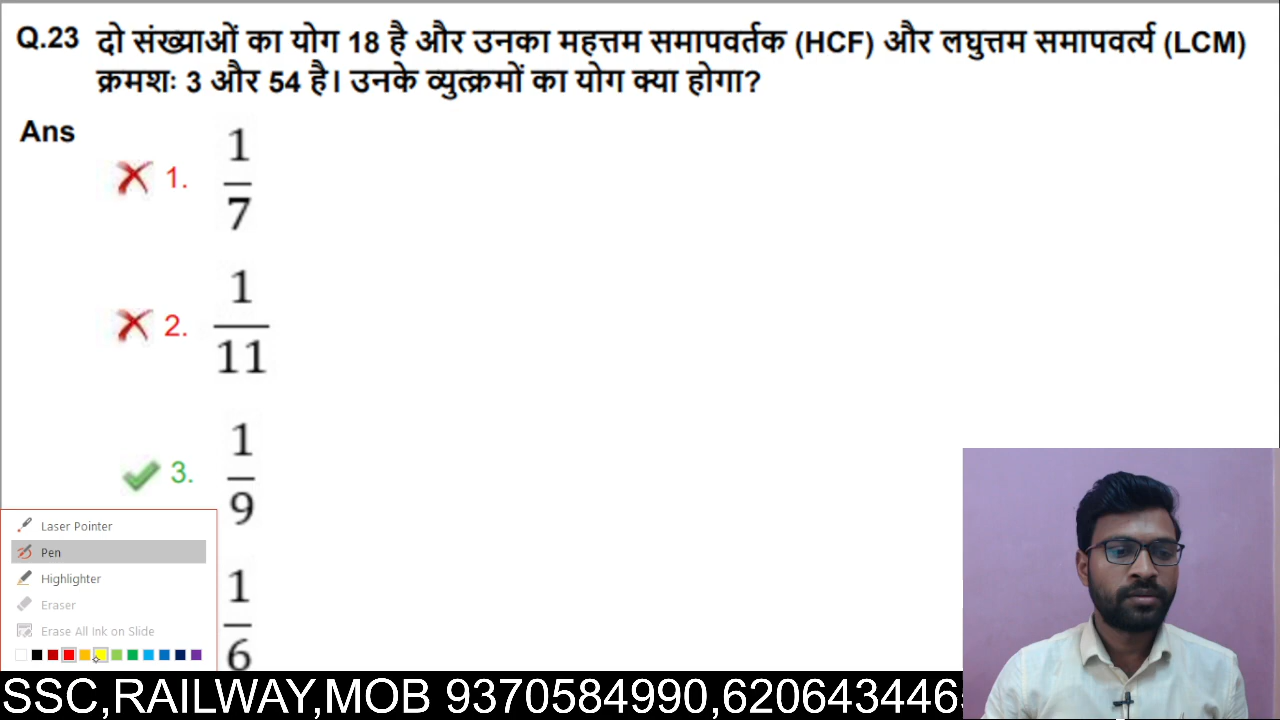 Q.23 दो संख्याओं का योग 18 है और उनका महत्तम समापवर्तक (HCF) और लघुत्तम समापवर्त्य (LCM)
क्रमशः 3 और 54 है। उनके व्युत्क्रमों का योग क्या होगा?
Ans
1. 1/7
2. 1/11
3. 1/9
1/6
Laser Pointer
Pen
Highlighter
Eraser
Erase All Ink on Slide
SSC,RAILWAY,MOB 9370584990,620643446